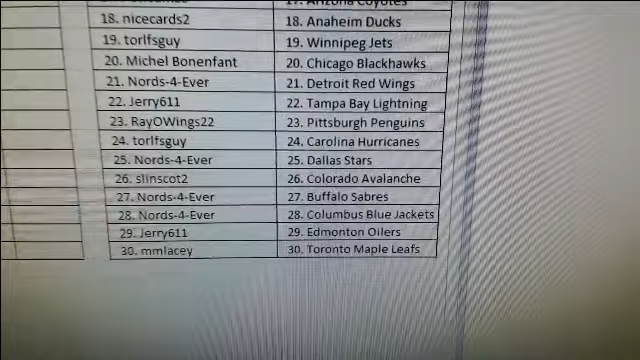 17. Arizona Coyotes
18. nicecards2 18. Anaheim Ducks
19. torlfsguy 19. Winnipeg Jets
20. Michel Bonenfant 20. Chicago Blackhawks
21. Nords-4-Ever 21. Detroit Red Wings
22. Jerry611 22. Tampa Bay Lightning
23. RayOWings22 23. Pittsburgh Penguins
24. torlfsguy 24. Carolina Hurricanes
25. Nords-4-Ever 25. Dallas Stars
26. slinscot2 26. Colorado Avalanche
27. Nords-4-Ever 27. Buffalo Sabres
28. Nords-4-Ever 28. Columbus Blue Jackets
29. Jerry611 29. Edmonton Oilers
30. mmlacey 30. Toronto Maple Leafs